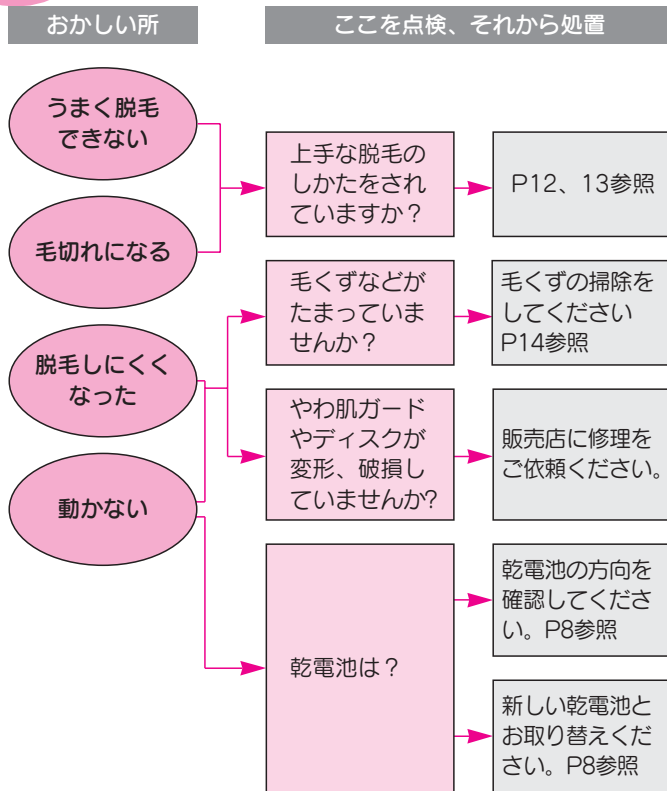 おかしい所
ここを点検、それから処置
うまく脱毛
できない
毛切れになる
脱毛しにくく
なった
動かない
上手な脱毛の
しかたをされ
ていますか？
P12、13参照
毛くずなどが
たまっていま
せんか？
毛くずの掃除を
してください
P14参照
やわ肌ガード
やディスクが
変形、破損し
ていませんか?
販売店に修理を
ご依頼ください。
乾電池は？
乾電池の方向を
確認してくださ
い。P8参照
新しい乾電池と
お取り替えくだ
さい。P8参照